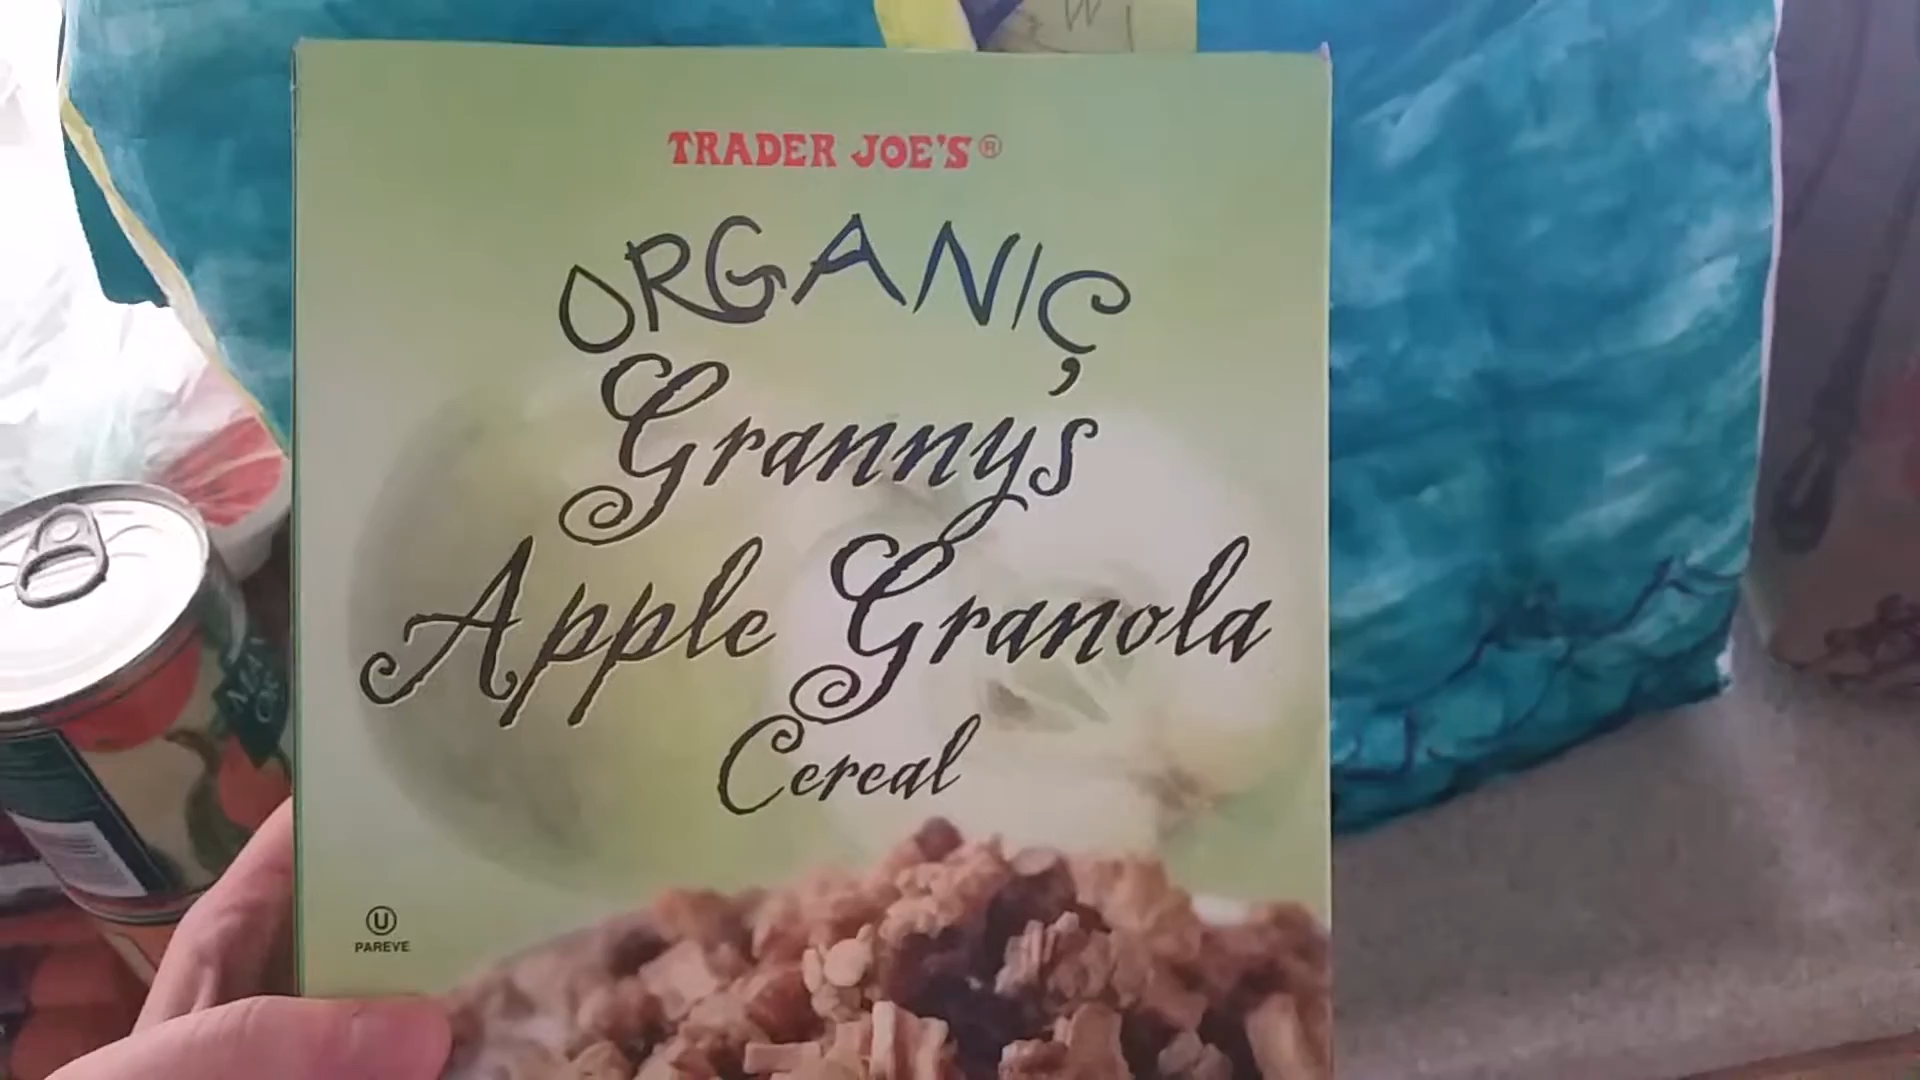 TRADER JOE'S®
ORGANIC
Granny's
Apple Granola
Cereal
U
PAREVE